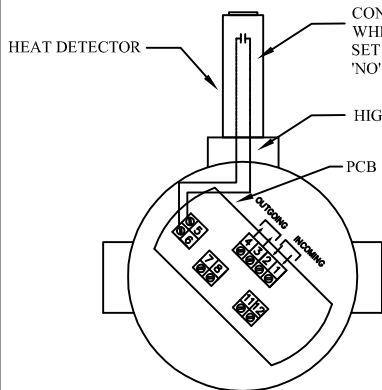 CON
WHE
SET
'NO'
HEAT DETECTOR
HIG
PCB
OUTGOING
INCOMING
4 3 2 1
5
6
7 8
11 12